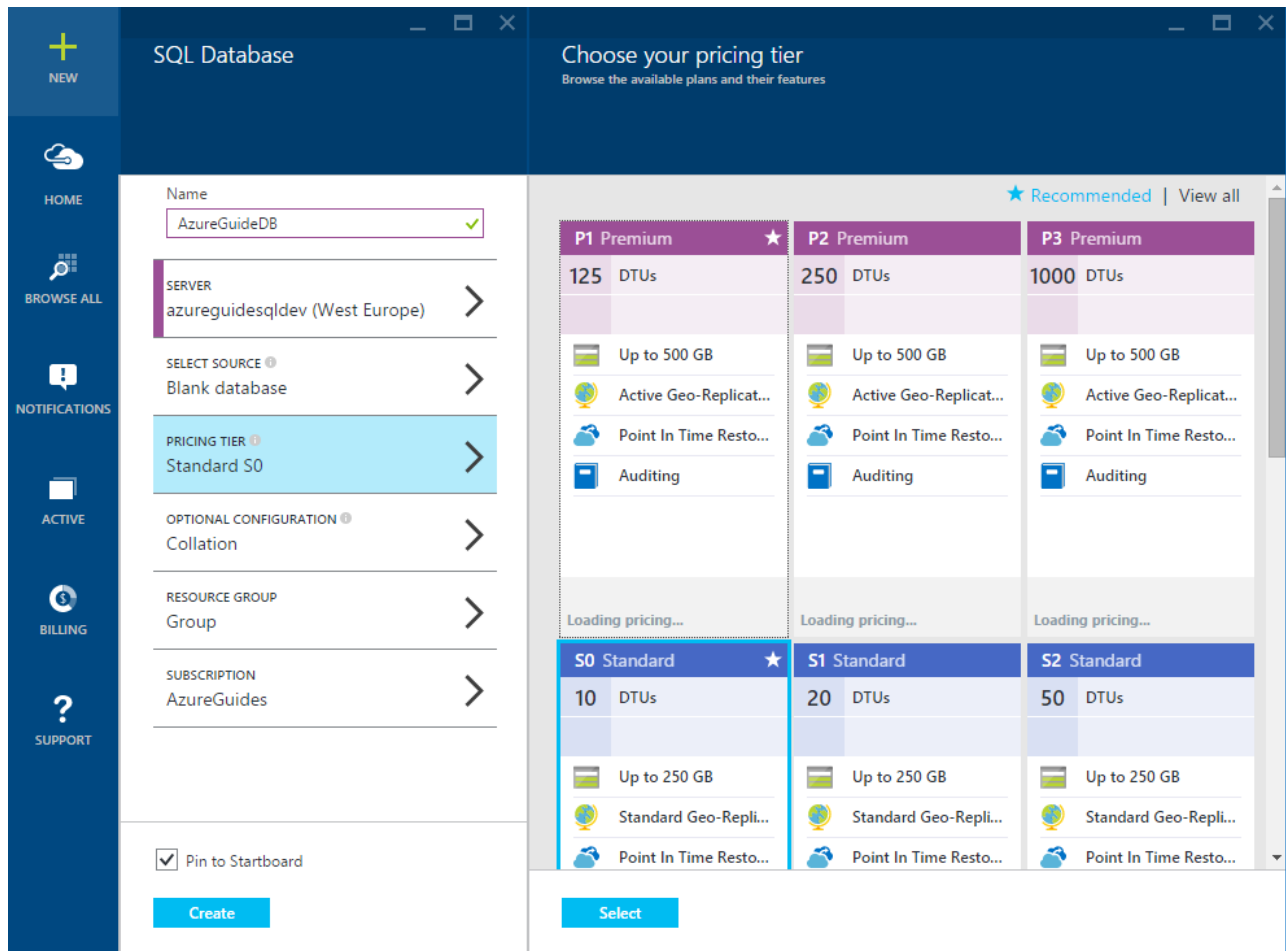 NEW
HOME
BROWSE ALL
NOTIFICATIONS
ACTIVE
BILLING
SUPPORT
SQL Database
Name
AzureGuideDB
SERVER
azureguidesqldev (West Europe)
SELECT SOURCE
Blank database
PRICING TIER
Standard S0
OPTIONAL CONFIGURATION
Collation
RESOURCE GROUP
Group
SUBSCRIPTION
AzureGuides
Pin to Startboard
Create
Choose your pricing tier
Browse the available plans and their features
Recommended | View all
P1 Premium
125 DTUs
Up to 500 GB
Active Geo-Replicat...
Point In Time Resto...
Auditing
Loading pricing...
P2 Premium
250 DTUs
Up to 500 GB
Active Geo-Replicat...
Point In Time Resto...
Auditing
Loading pricing...
P3 Premium
1000 DTUs
Up to 500 GB
Active Geo-Replicat...
Point In Time Resto...
Auditing
Loading pricing...
S0 Standard
10 DTUs
Up to 250 GB
Standard Geo-Repli...
Point In Time Resto...
S1 Standard
20 DTUs
Up to 250 GB
Standard Geo-Repli...
Point In Time Resto...
S2 Standard
50 DTUs
Up to 250 GB
Standard Geo-Repli...
Point In Time Resto...
Select